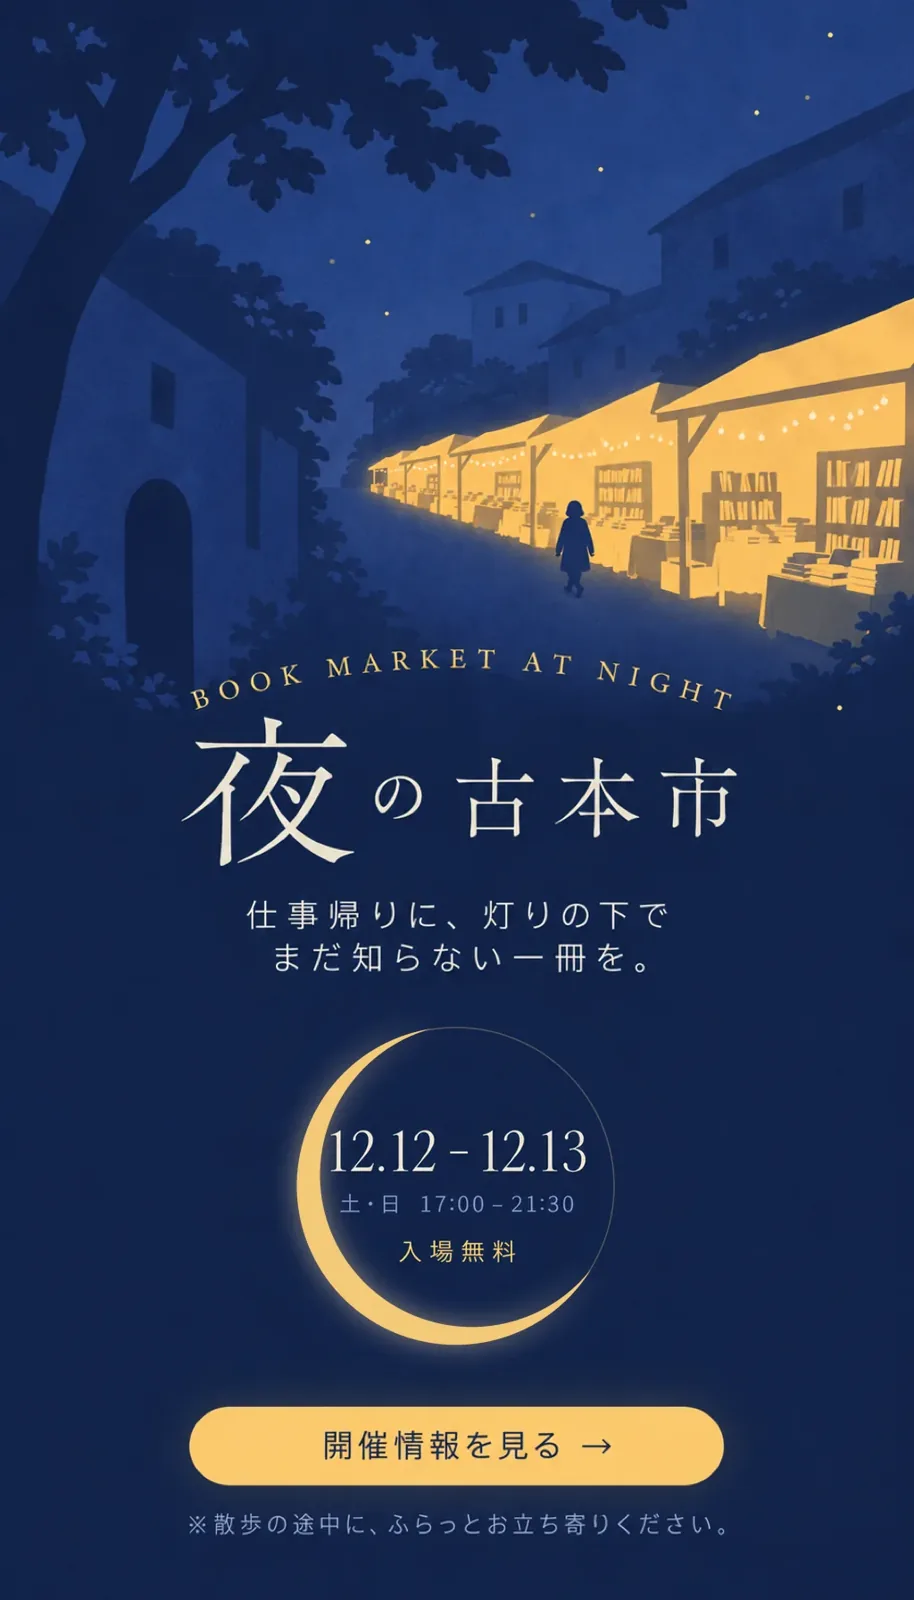 BOOK MARKET AT NIGHT
夜の古本市
仕事帰りに、灯りの下で
まだ知らない一冊を。
12.12 – 12.13
土・日 17:00 – 21:30
入場無料
開催情報を見る →
※散歩の途中に、ふらっとお立ち寄りください。